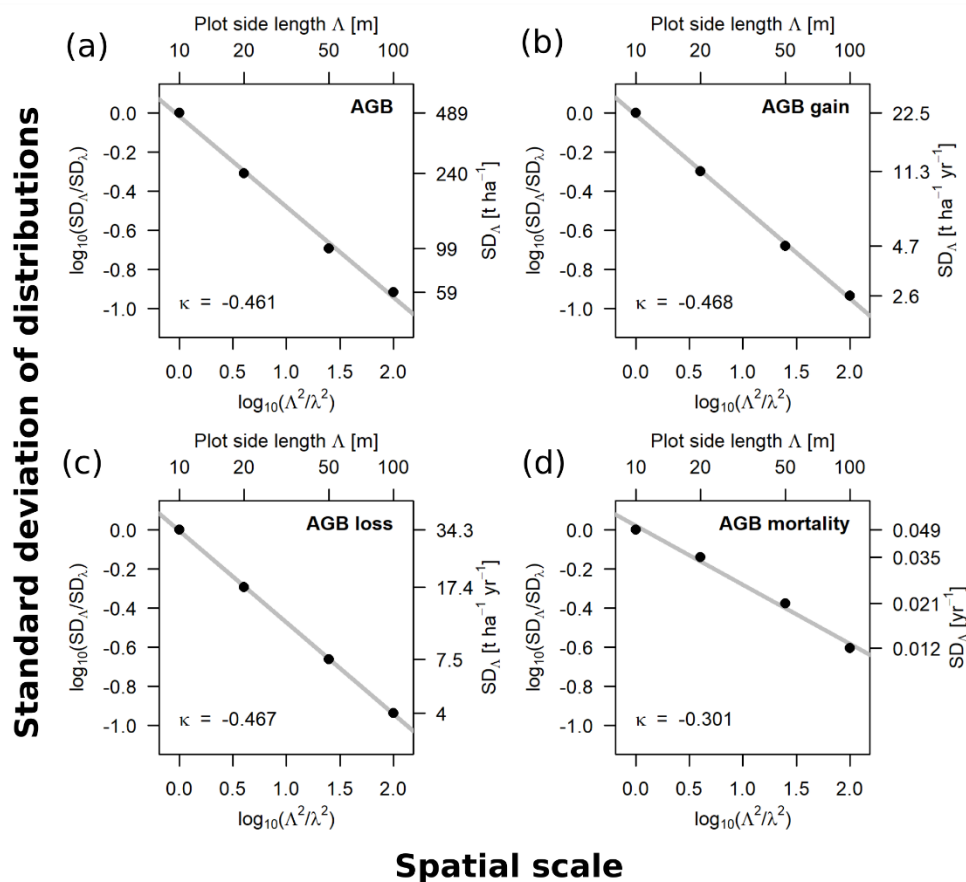 Standard deviation of distributions
(a)
Plot side length Λ [m]
10 20 50 100
AGB
0.0
-0.2
-0.4
-0.6
-0.8
-1.0
log10(SDΛ/SDλ)
489
240
99
59
SDΛ [t ha−1]
κ = -0.461
0.0 0.5 1.0 1.5 2.0
log10(Λ2/λ2)
(b)
Plot side length Λ [m]
10 20 50 100
AGB gain
0.0
-0.2
-0.4
-0.6
-0.8
-1.0
log10(SDΛ/SDλ)
22.5
11.3
4.7
2.6
SDΛ [t ha−1 yr−1]
κ = -0.468
0.0 0.5 1.0 1.5 2.0
log10(Λ2/λ2)
(c)
Plot side length Λ [m]
10 20 50 100
AGB loss
0.0
-0.2
-0.4
-0.6
-0.8
-1.0
log10(SDΛ/SDλ)
34.3
17.4
7.5
4
SDΛ [t ha−1 yr−1]
κ = -0.467
0.0 0.5 1.0 1.5 2.0
log10(Λ2/λ2)
(d)
Plot side length Λ [m]
10 20 50 100
AGB mortality
0.0
-0.2
-0.4
-0.6
-0.8
-1.0
log10(SDΛ/SDλ)
0.049
0.035
0.021
0.012
SDΛ [yr−1]
κ = -0.301
0.0 0.5 1.0 1.5 2.0
log10(Λ2/λ2)
Spatial scale